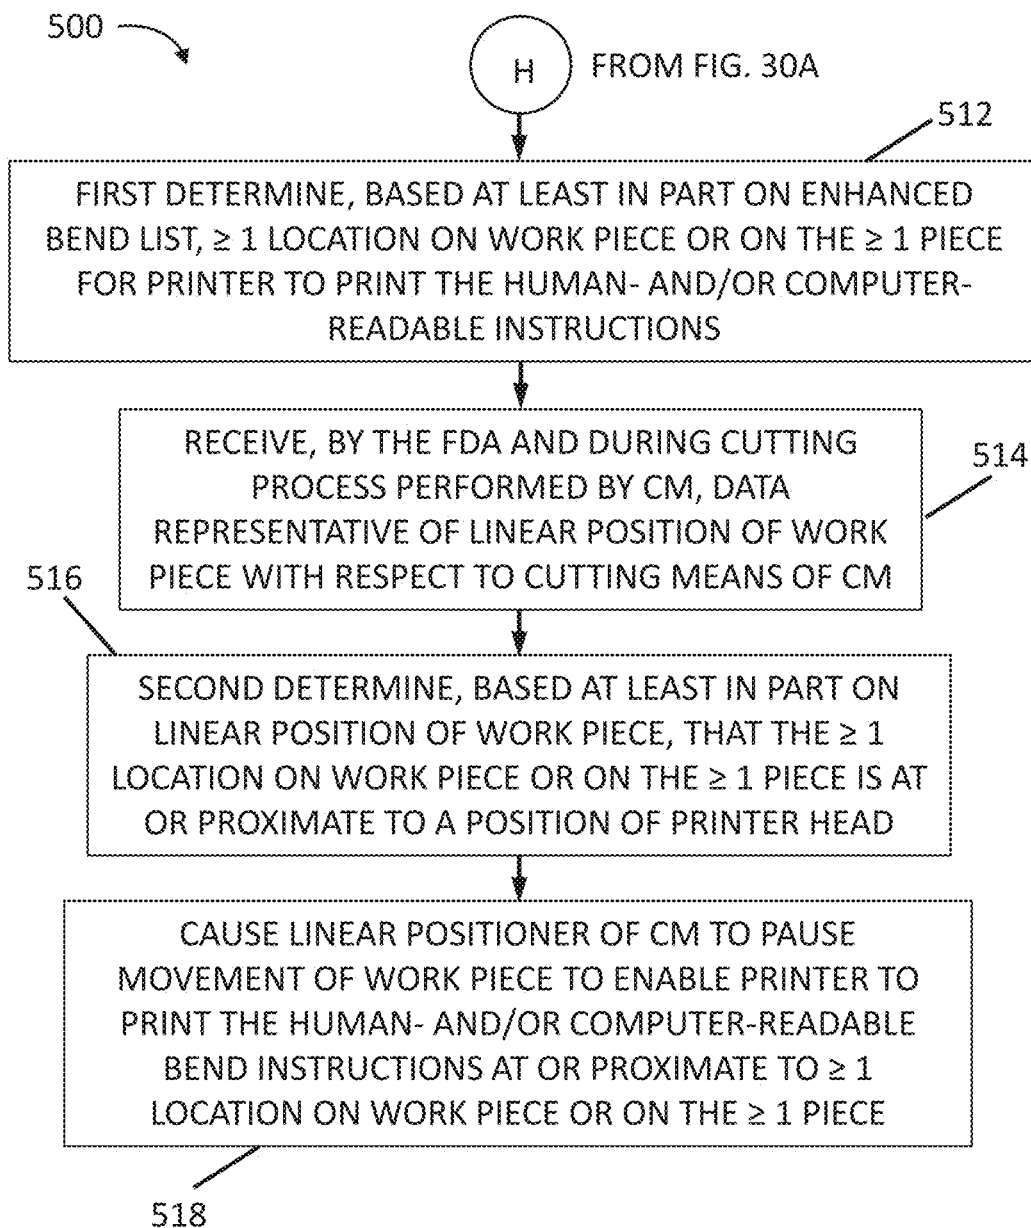 500
H FROM FIG. 30A
512
FIRST DETERMINE, BASED AT LEAST IN PART ON ENHANCED
BEND LIST, ≥ 1 LOCATION ON WORK PIECE OR ON THE ≥ 1 PIECE
FOR PRINTER TO PRINT THE HUMAN- AND/OR COMPUTER-
READABLE INSTRUCTIONS
514
RECEIVE, BY THE FDA AND DURING CUTTING
PROCESS PERFORMED BY CM, DATA
REPRESENTATIVE OF LINEAR POSITION OF WORK
PIECE WITH RESPECT TO CUTTING MEANS OF CM
516
SECOND DETERMINE, BASED AT LEAST IN PART ON
LINEAR POSITION OF WORK PIECE, THAT THE ≥ 1
LOCATION ON WORK PIECE OR ON THE ≥ 1 PIECE IS AT
OR PROXIMATE TO A POSITION OF PRINTER HEAD
CAUSE LINEAR POSITIONER OF CM TO PAUSE
MOVEMENT OF WORK PIECE TO ENABLE PRINTER TO
PRINT THE HUMAN- AND/OR COMPUTER-READABLE
BEND INSTRUCTIONS AT OR PROXIMATE TO ≥ 1
LOCATION ON WORK PIECE OR ON THE ≥ 1 PIECE
518